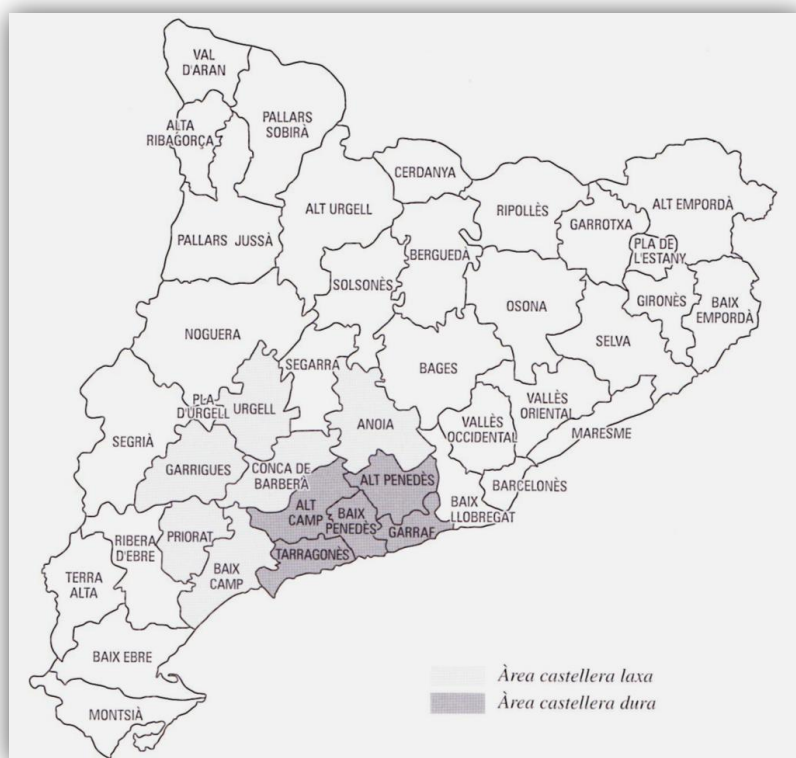 VAL
D'ARAN
ALTA
RIBAGORÇA
PALLARS
SOBIRÀ
CERDANYA
ALT URGELL
RIPOLLÈS
GARROTXA
ALT EMPORDÀ
PALLARS JUSSÀ
BERGUEDÀ
PLA DE
L'ESTANY
SOLSONÈS
OSONA
GIRONÈS
BAIX
EMPORDÀ
NOGUERA
SELVA
SEGARRA
BAGES
PLA
D'URGELL
URGELL
ANOIA
VALLÈS
ORIENTAL
VALLÈS
OCCIDENTAL
MARESME
SEGRIÀ
GARRIGUES
CONCA DE
BARBERÀ
ALT PENEDÈS
BARCELONÈS
ALT
CAMP
BAIX
PENEDÈS
BAIX
LLOBREGAT
GARRAF
RIBERA
D'EBRE
PRIORAT
TARRAGONÈS
TERRA
ALTA
BAIX
CAMP
BAIX EBRE
MONTSIÀ
Àrea castellera laxa
Àrea castellera dura